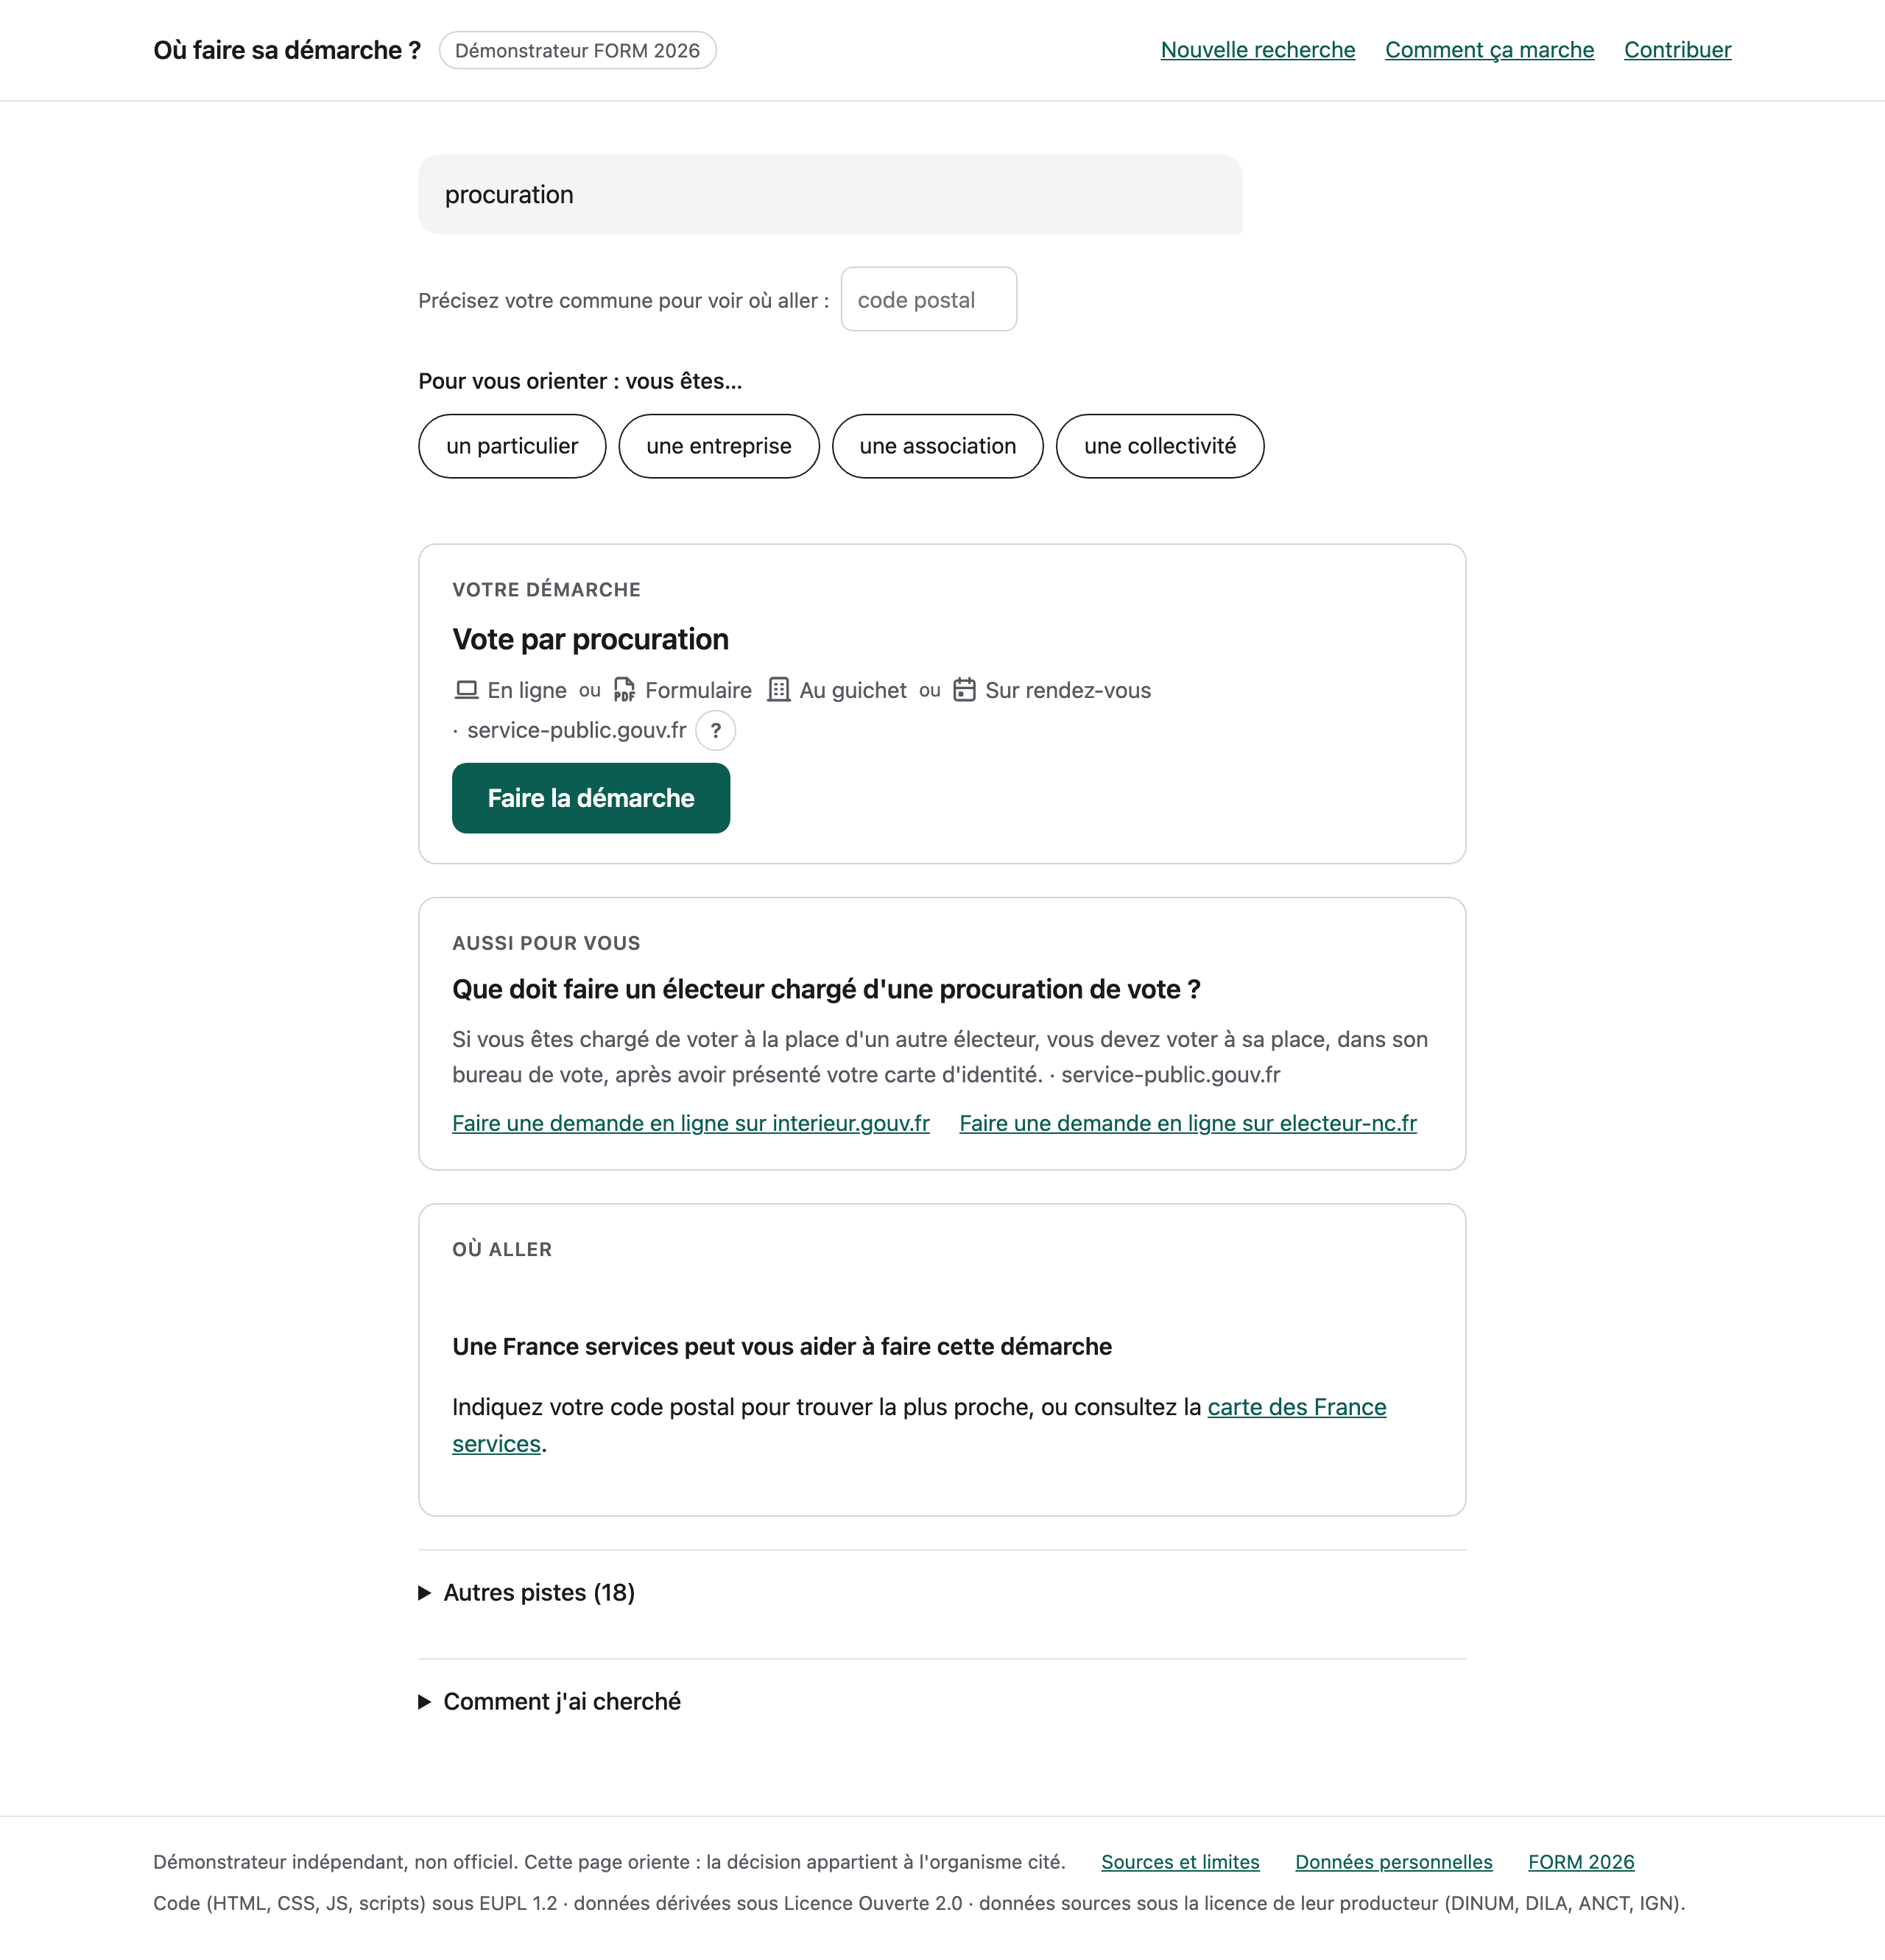 Où faire sa démarche ?
Démonstrateur FORM 2026
Nouvelle recherche
Comment ça marche
Contribuer
procuration
Précisez votre commune pour voir où aller :
code postal
Pour vous orienter : vous êtes...
un particulier
une entreprise
une association
une collectivité
VOTRE DÉMARCHE
Vote par procuration
En ligne ou PDF Formulaire Au guichet ou Sur rendez-vous
· service-public.gouv.fr ?
Faire la démarche
AUSSI POUR VOUS
Que doit faire un électeur chargé d'une procuration de vote ?
Si vous êtes chargé de voter à la place d'un autre électeur, vous devez voter à sa place, dans son
bureau de vote, après avoir présenté votre carte d'identité. · service-public.gouv.fr
Faire une demande en ligne sur interieur.gouv.fr
Faire une demande en ligne sur electeur-nc.fr
OÙ ALLER
Une France services peut vous aider à faire cette démarche
Indiquez votre code postal pour trouver la plus proche, ou consultez la carte des France
services.
Autres pistes (18)
Comment j'ai cherché
Démonstrateur indépendant, non officiel. Cette page oriente : la décision appartient à l'organisme cité.
Sources et limites
Données personnelles
FORM 2026
Code (HTML, CSS, JS, scripts) sous EUPL 1.2 · données dérivées sous Licence Ouverte 2.0 · données sources sous la licence de leur producteur (DINUM, DILA, ANCT, IGN).